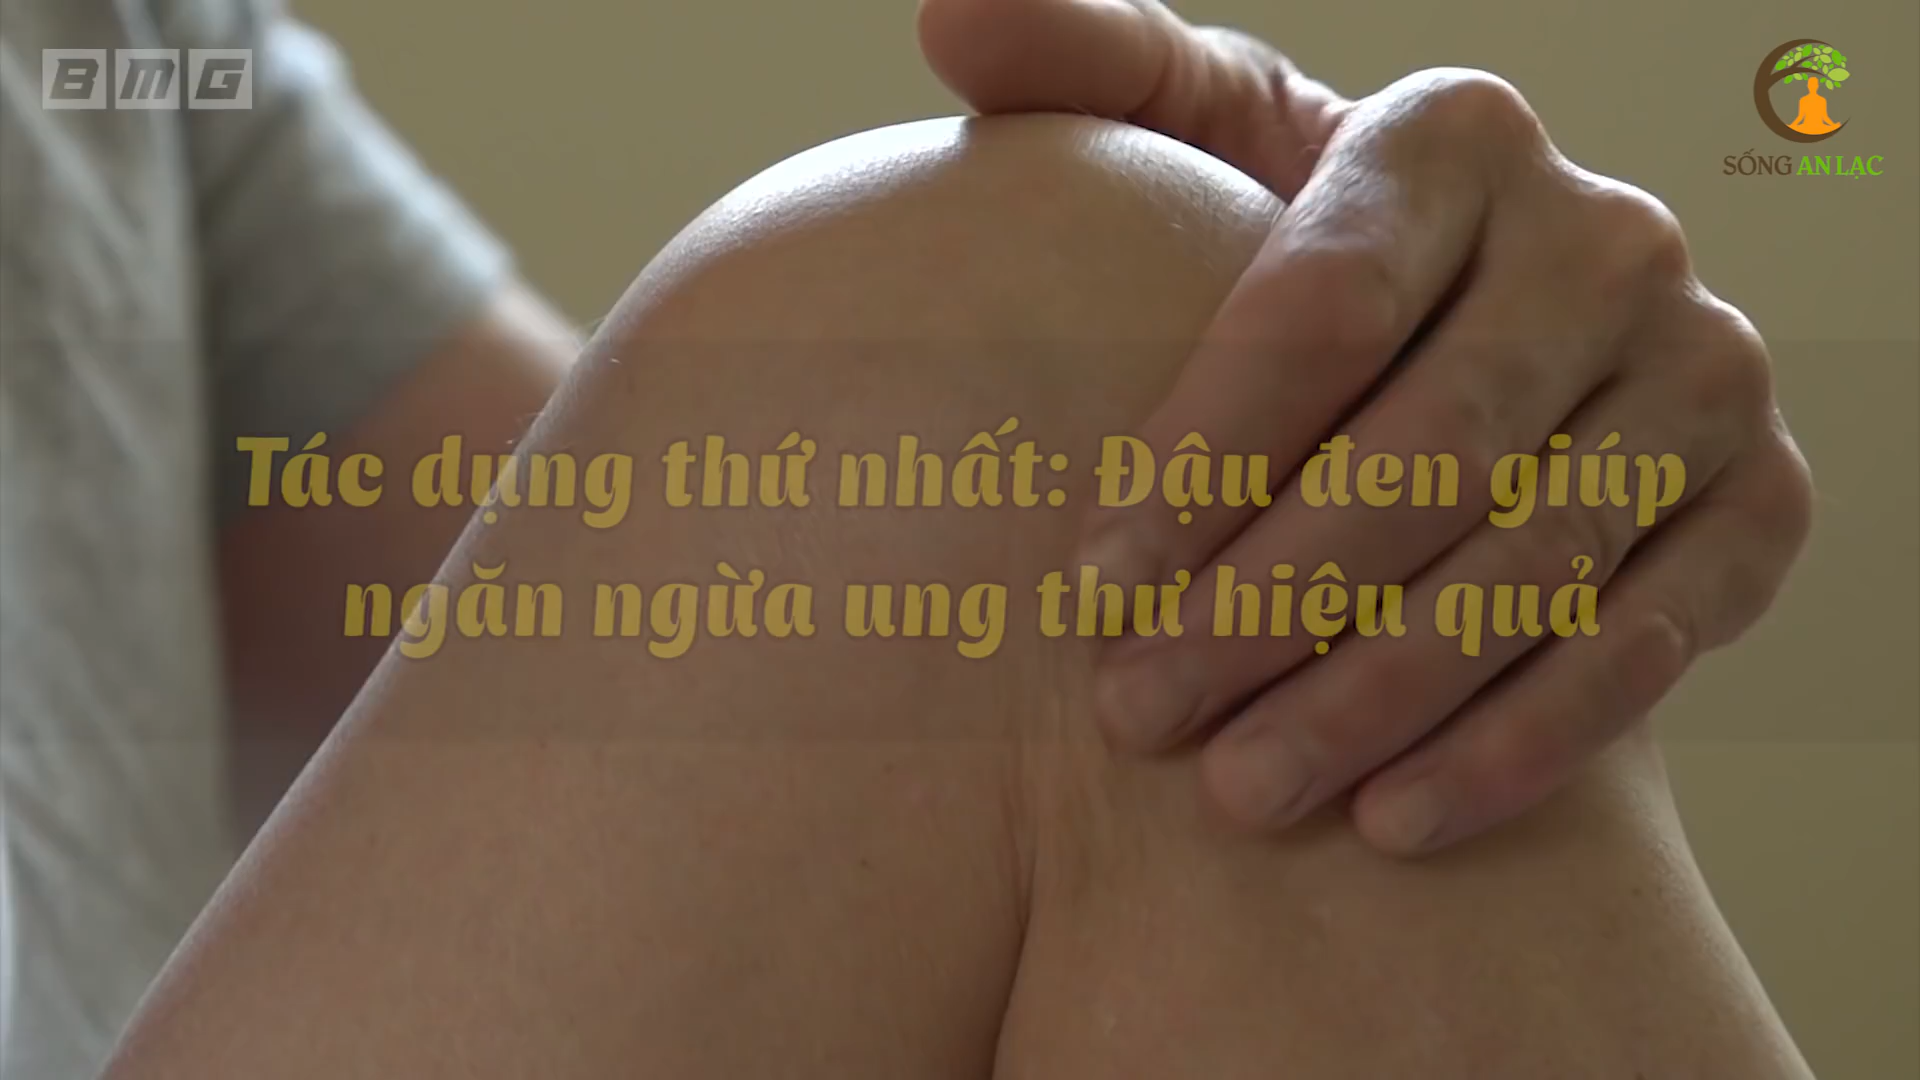 BMG
SỐNG AN LẠC
Tác dụng thứ nhất: Đậu đen giúp
ngăn ngừa ung thư hiệu quả